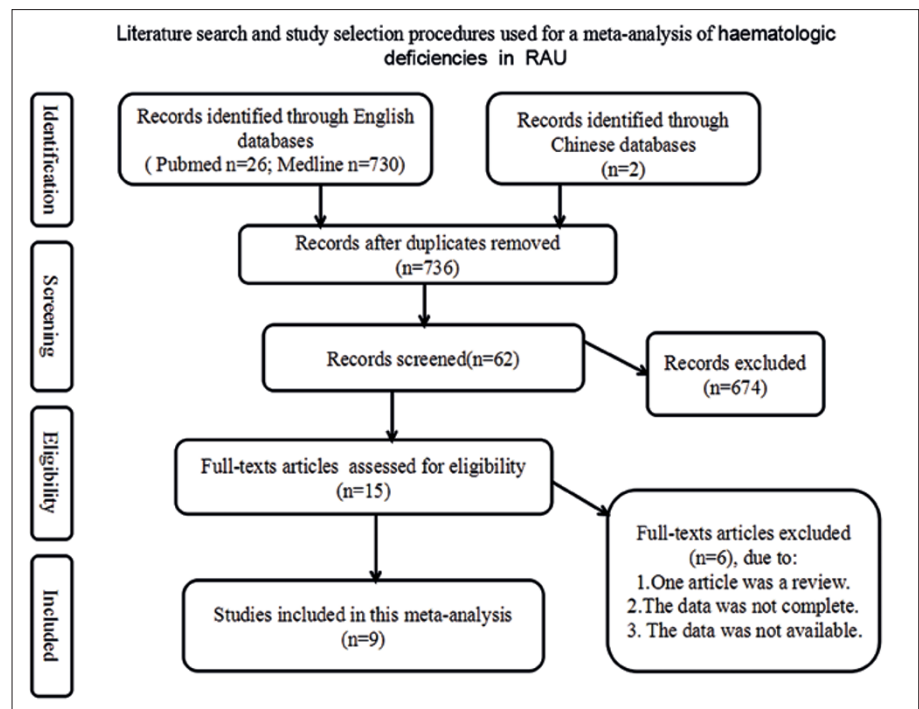 Literature search and study selection procedures used for a meta-analysis of haematologic
deficiencies in RAU
Identification
Records identified through English
databases
( Pubmed n=26; Medline n=730)
Records identified through
Chinese databases
(n=2)
Records after duplicates removed
(n=736)
Screening
Records screened(n=62)
Records excluded
(n=674)
Eligibility
Full-texts articles assessed for eligibility
(n=15)
Full-texts articles excluded
(n=6), due to:
1.One article was a review.
2.The data was not complete.
3. The data was not available.
Included
Studies included in this meta-analysis
(n=9)